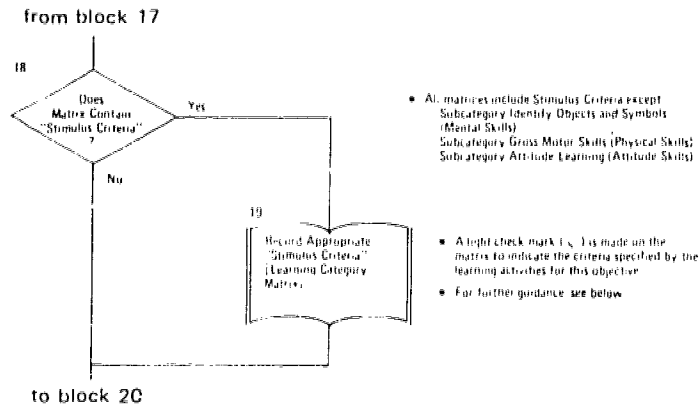 from block 17
18
Does
Matrix Contain
"Stimulus Criteria"
?
Yes
No
• All matrices include Stimulus Criteria except
Subcategory Identify Objects and Symbols
(Mental Skills)
Subcategory Gross Motor Skills (Physical Skills)
Subcategory Attitude Learning (Attitude Skills)
19
Record Appropriate
"Stimulus Criteria"
(Learning Category
Matrix)
• A light check mark ( ) is made on the
matrix to indicate the criteria specified by the
learning activities for this objective
• For further guidance see below
to block 20